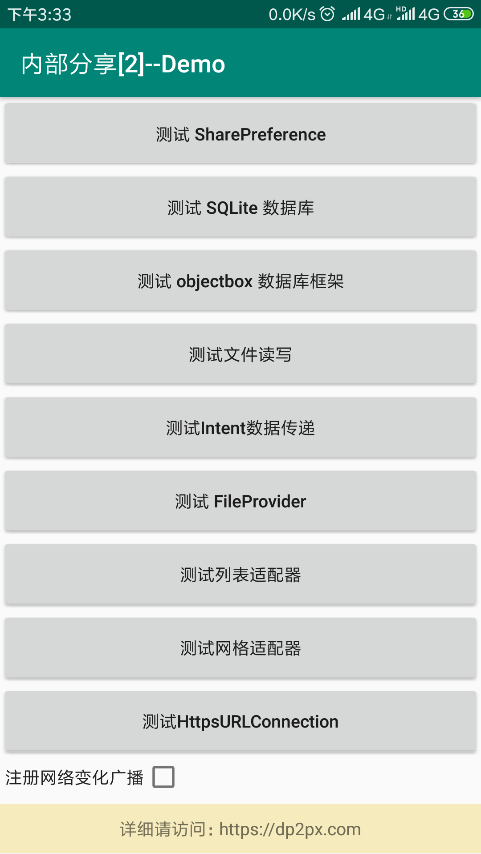 下午3:33 0.0K/s 4G HD 4G 36
内部分享[2]--Demo
测试 SharePreference
测试 SQLite 数据库
测试 objectbox 数据库框架
测试文件读写
测试Intent数据传递
测试 FileProvider
测试列表适配器
测试网格适配器
测试HttpsURLConnection
注册网络变化广播
详细请访问：https://dp2px.com